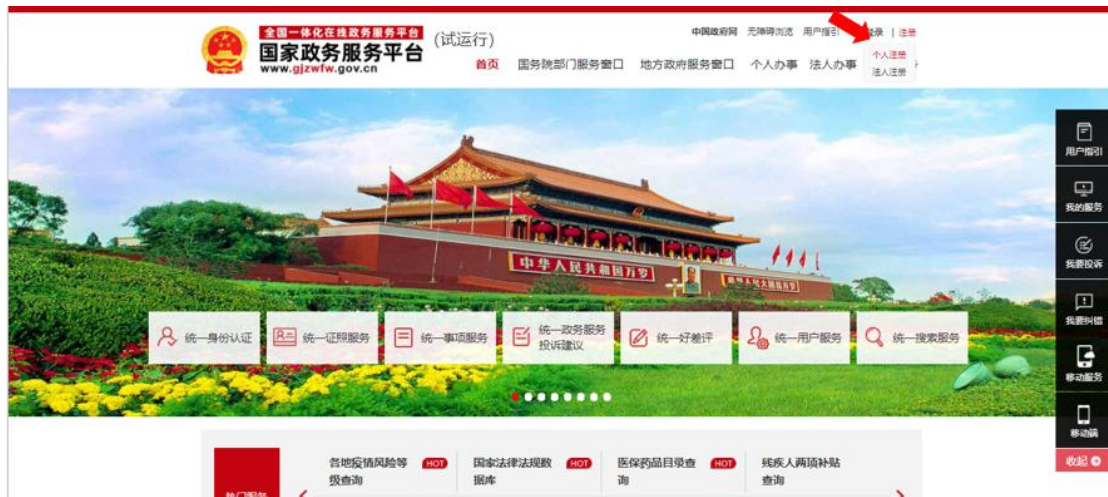 全国一体化在线政务服务平台
国家政务服务平台
www.gjzwfw.gov.cn
(试运行)
中国政府网 无障碍浏览 用户指引 登录 | 注册
首页 国务院部门服务窗口 地方政府服务窗口 个人办事 法人办事
个人注册
法人注册
中华人民共和国万岁
世界人民大团结万岁
统一身份认证
统一证照服务
统一事项服务
统一政务服务
投诉建议
统一好差评
统一用户服务
统一搜索服务
用户指引
我的服务
我要投诉
我要纠错
移动服务
移动端
收起
热门服务
各地疫情风险等 HOT
级查询
国家法律法规数 HOT
据库
医保药品目录查 HOT
询
残疾人两项补贴
查询